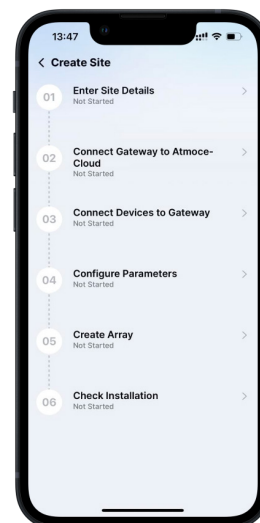 13:47
Create Site
01
Enter Site Details
Not Started
02
Connect Gateway to Atmoce-
Cloud
Not Started
03
Connect Devices to Gateway
Not Started
04
Configure Parameters
Not Started
05
Create Array
Not Started
06
Check Installation
Not Started